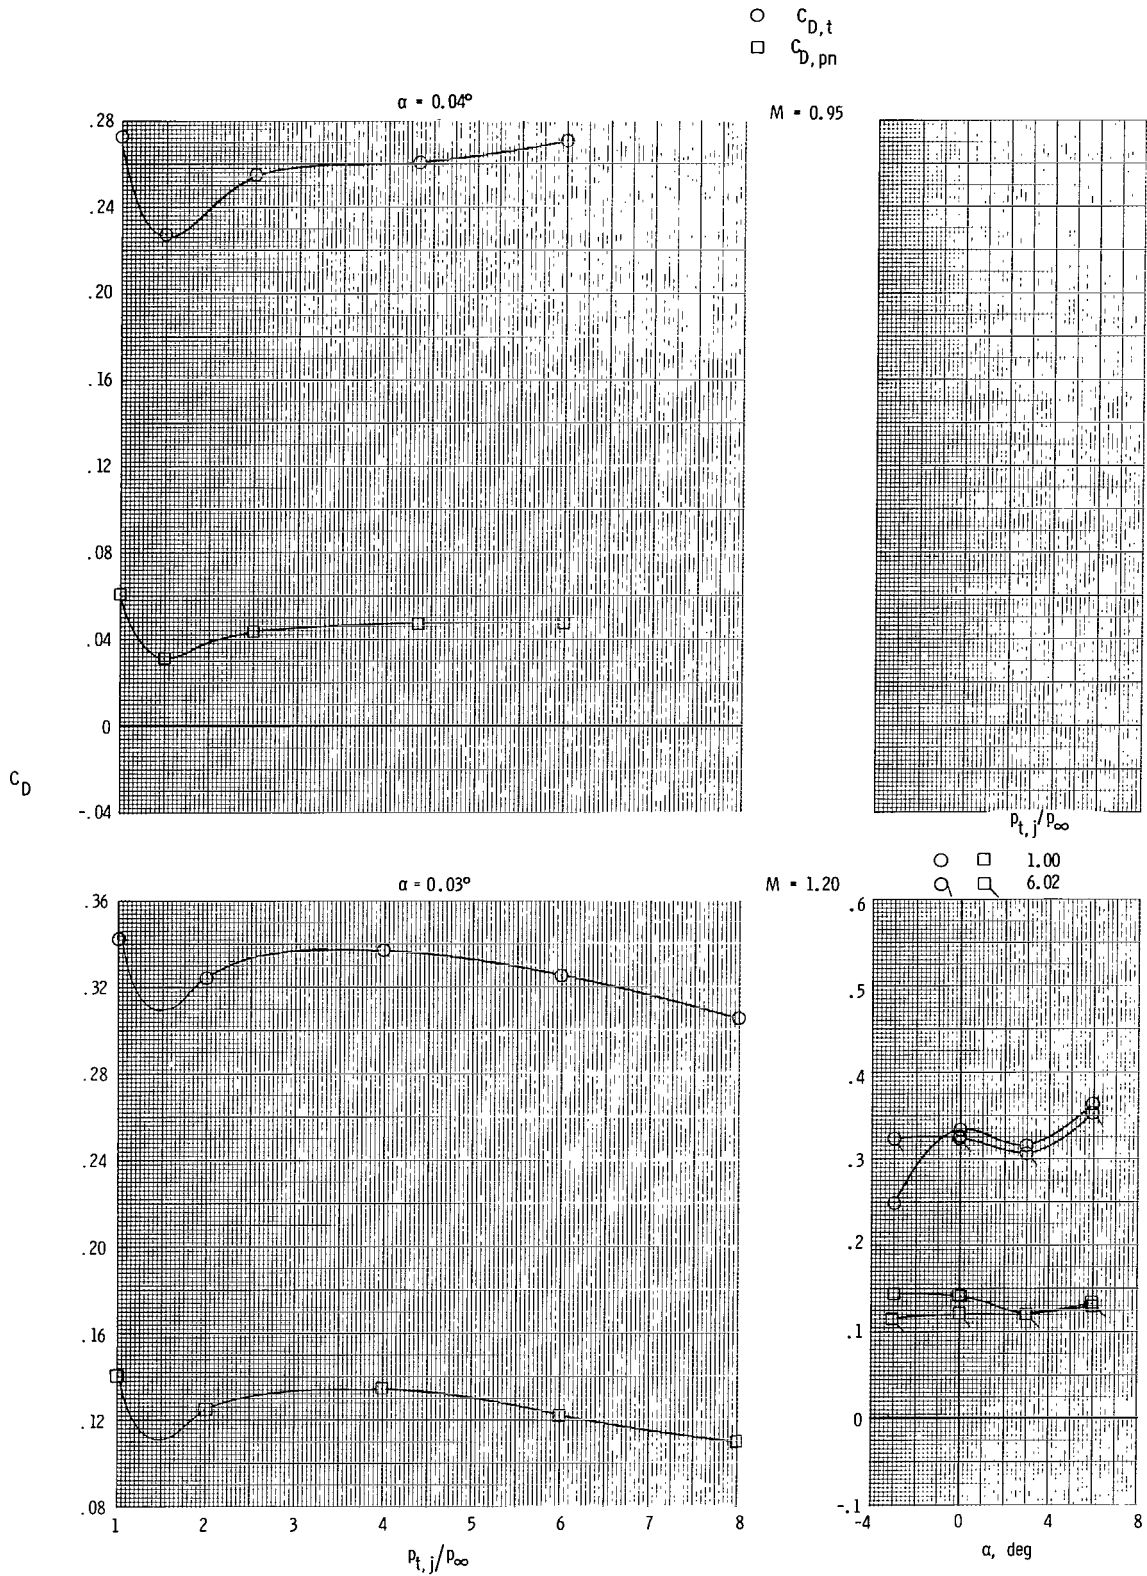 ○ C_D,t
□ C_D,pn
α = 0.04°
M = 0.95
.28
.24
.20
.16
.12
.08
.04
0
-.04
C_D
p_t,j/p_∞
○ □ 1.00
○ □ 6.02
α = 0.03°
M = 1.20
.36
.32
.28
.24
.20
.16
.12
.08
1 2 3 4 5 6 7 8
p_t,j/p_∞
.6
.5
.4
.3
.2
.1
0
-.1
-4 0 4 8
α, deg